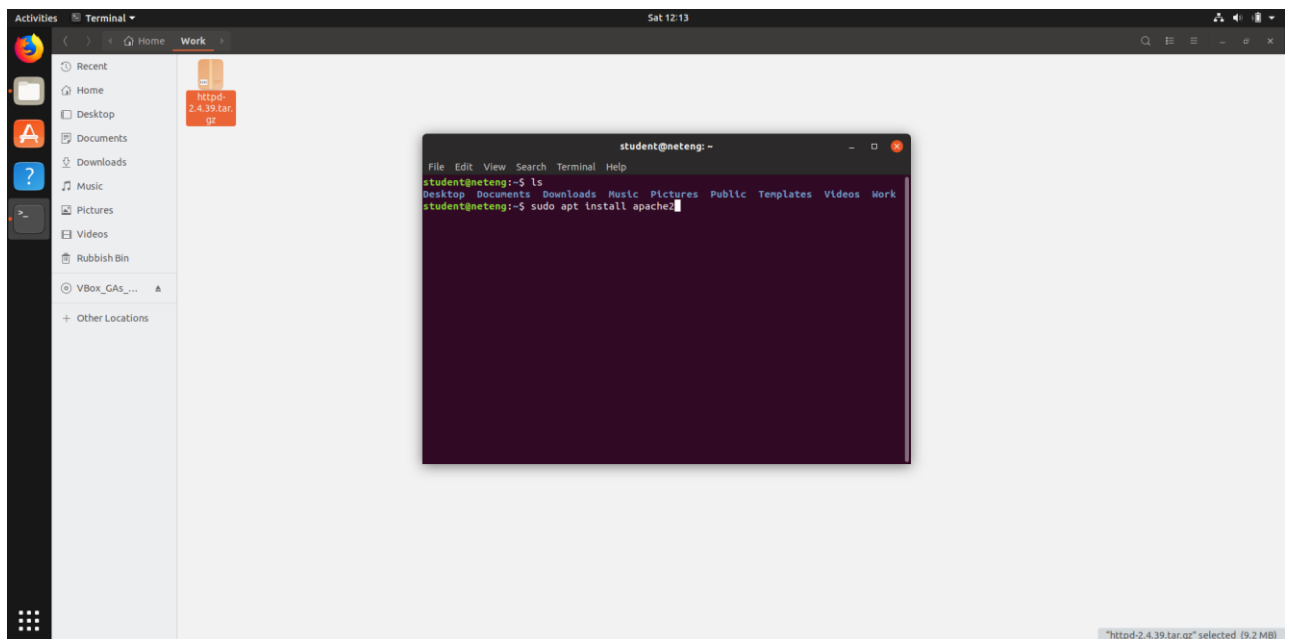 Activities Terminal Sat 12:13
Home Work
Recent
Home
Desktop
Documents
Downloads
Music
Pictures
Videos
Rubbish Bin
VBox_GAs_...
+ Other Locations
httpd-
2.4.39.tar.
gz
student@neteng: ~
File Edit View Search Terminal Help
student@neteng:~$ ls
Desktop Documents Downloads Music Pictures Public Templates Videos Work
student@neteng:~$ sudo apt install apache2
"httpd-2.4.39.tar.gz" selected (9.2 MB)